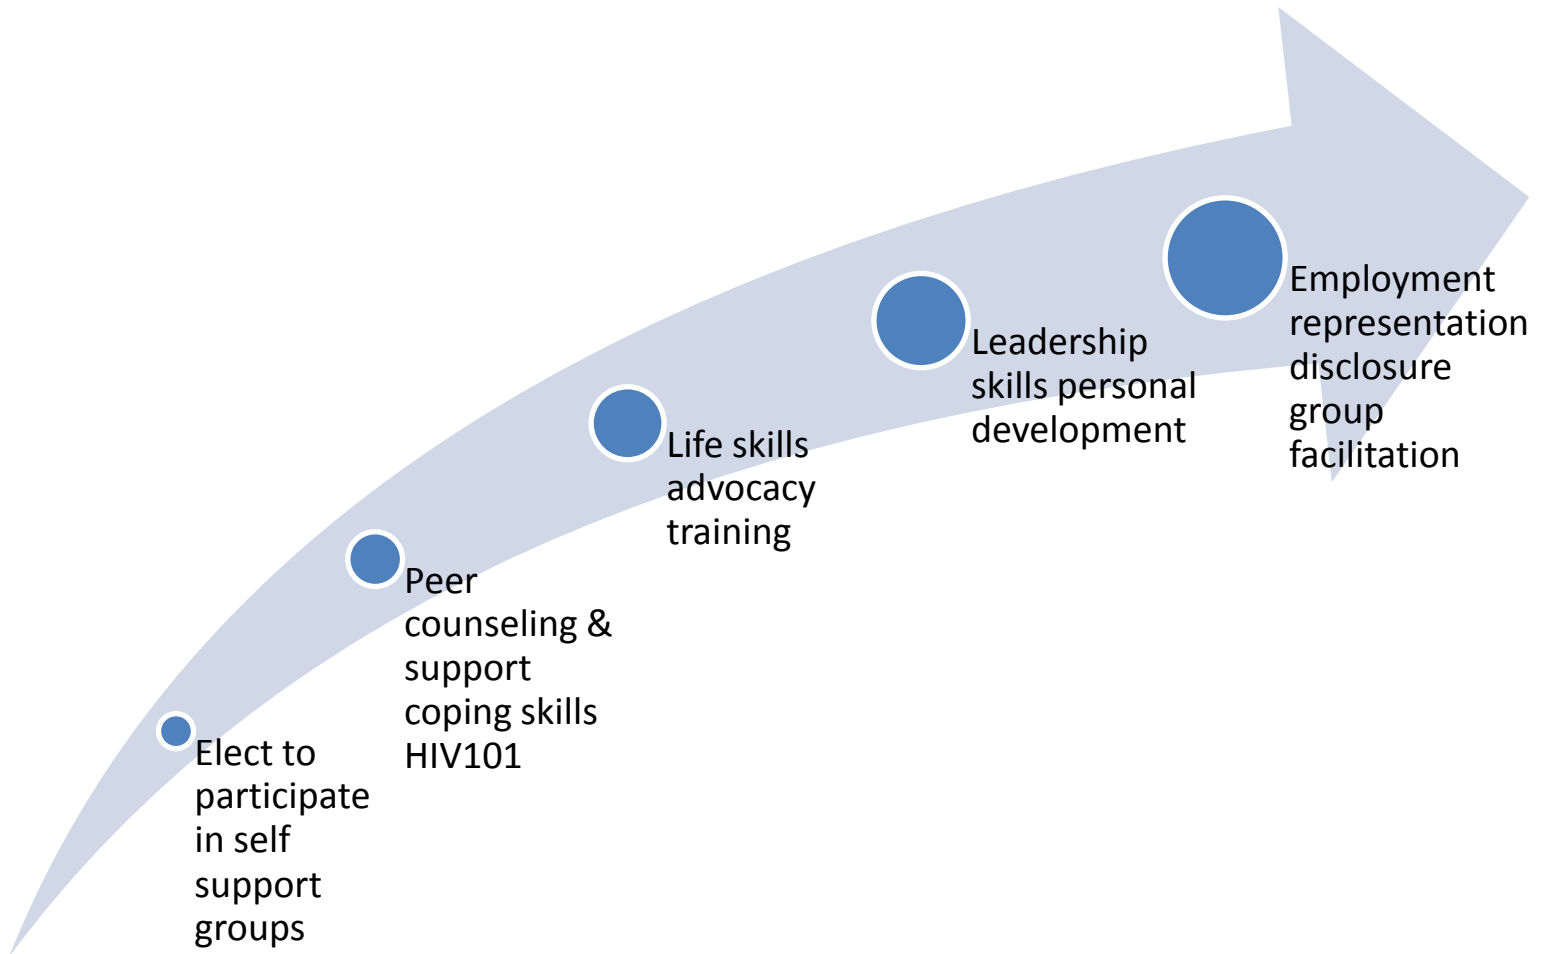 Elect to
participate
in self
support
groups
Peer
counseling &
support
coping skills
HIV101
Life skills
advocacy
training
Leadership
skills personal
development
Employment
representation
disclosure
group
facilitation